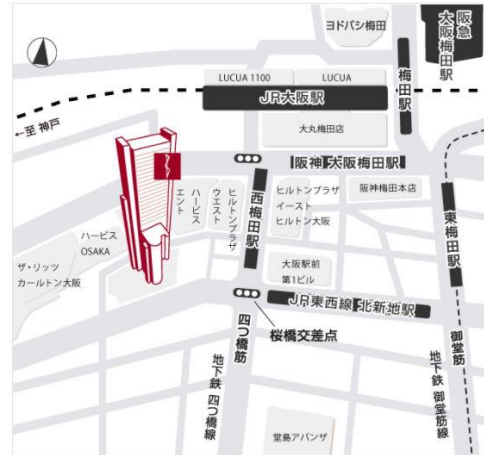 ヨドバシ梅田
阪急
大阪梅田駅
梅田駅
LUCUA 1100
LUCUA
JR大阪駅
大丸梅田店
←至 神戸
阪神 大阪梅田駅
阪神梅田本店
ハービス
エント
ヒルトンプラザ
ウエスト
西梅田駅
ヒルトンプラザ
イースト
ヒルトン大阪
東梅田駅
ハービス
OSAKA
ザ・リッツ
カールトン大阪
大阪駅前
第1ビル
JR東西線 北新地駅
桜橋交差点
四つ橋筋
地下鉄 四つ橋線
御堂筋
地下鉄 御堂筋線
堂島アバンザ